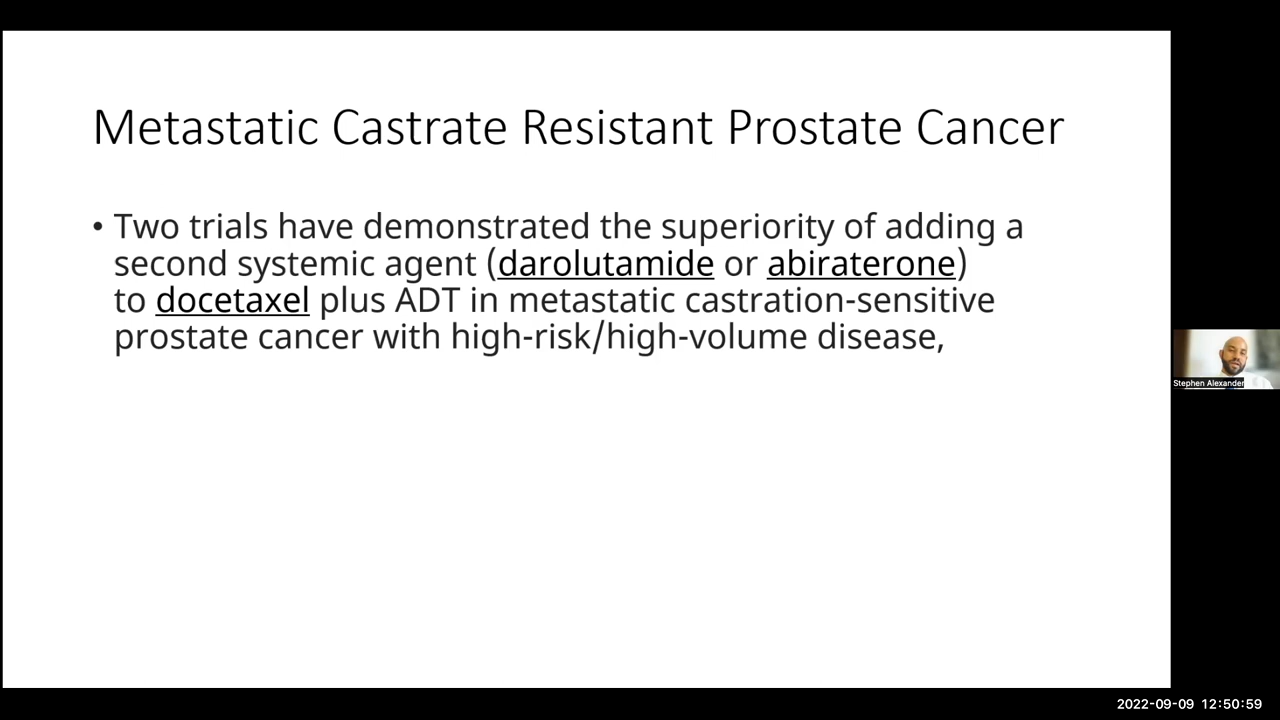 Metastatic Castrate Resistant Prostate Cancer
• Two trials have demonstrated the superiority of adding a
second systemic agent (darolutamide or abiraterone)
to docetaxel plus ADT in metastatic castration-sensitive
prostate cancer with high-risk/high-volume disease,
Stephen Alexander
2022-09-09 12:50:59